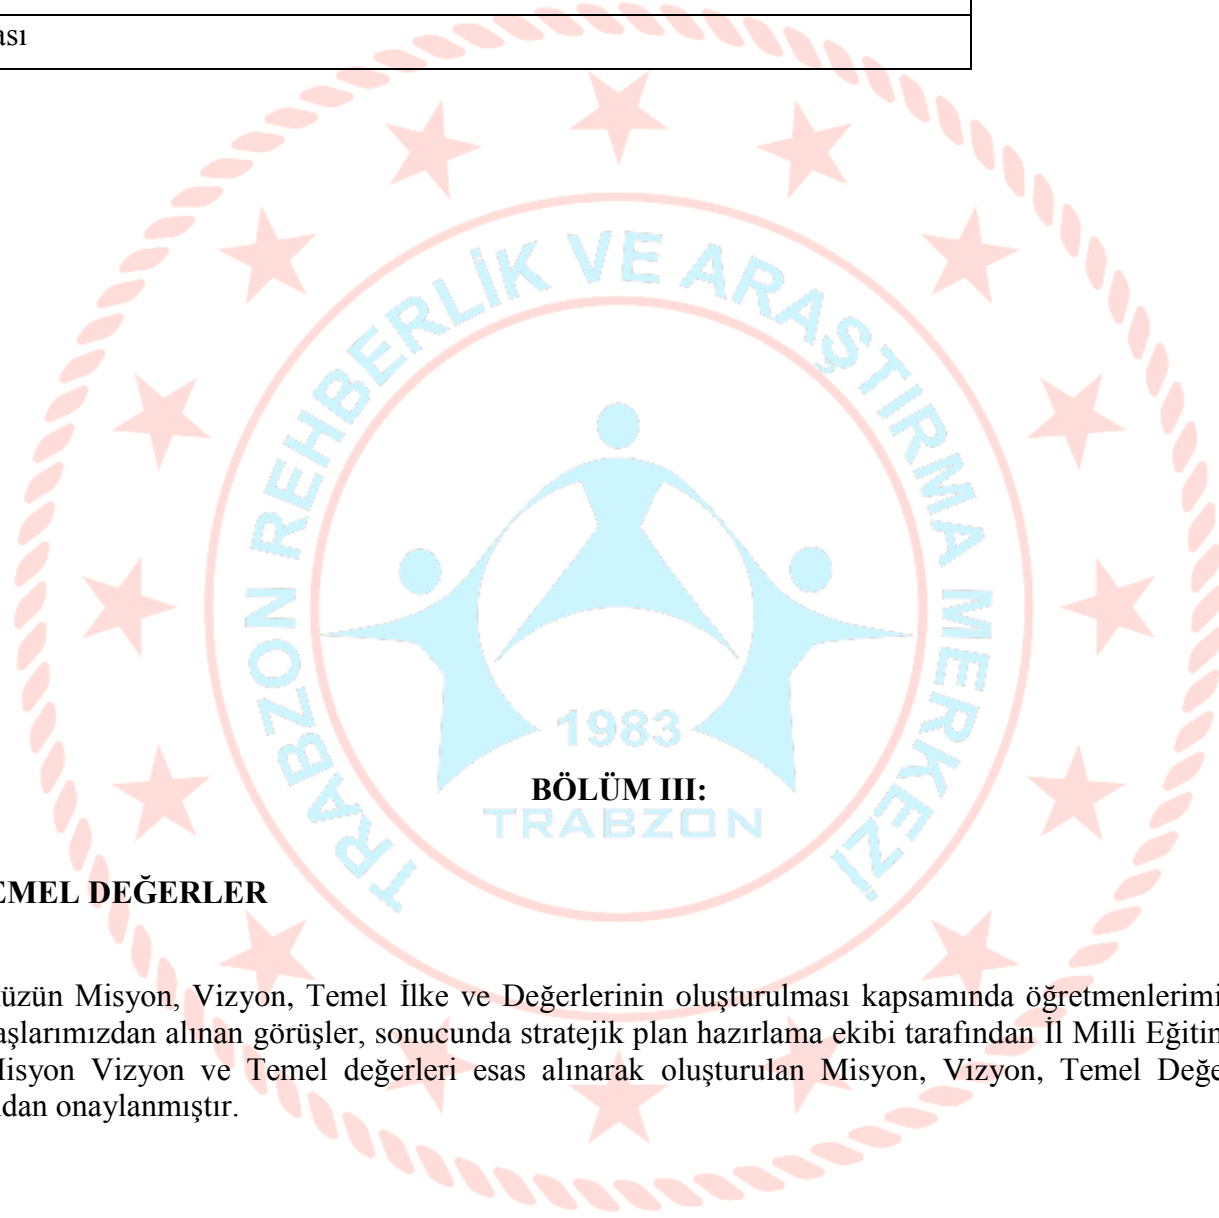 ası
TRABZON REHBERLİK VE ARAŞTIRMA MERKEZİ
1983
BÖLÜM III:
TRABZON
EMEL DEĞERLER
üzün Misyon, Vizyon, Temel İlke ve Değerlerinin oluşturulması kapsamında öğretmenlerimi
aşlarımızdan alınan görüşler, sonucunda stratejik plan hazırlama ekibi tarafından İl Milli Eğitin
Misyon Vizyon ve Temel değerleri esas alınarak oluşturulan Misyon, Vizyon, Temel Değe
ndan onaylanmıştır.